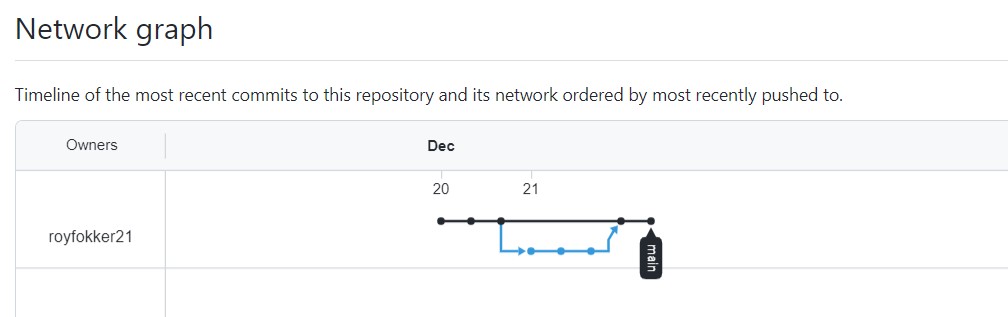 Network graph
Timeline of the most recent commits to this repository and its network ordered by most recently pushed to.
Owners
Dec
20
21
royfokker21
main